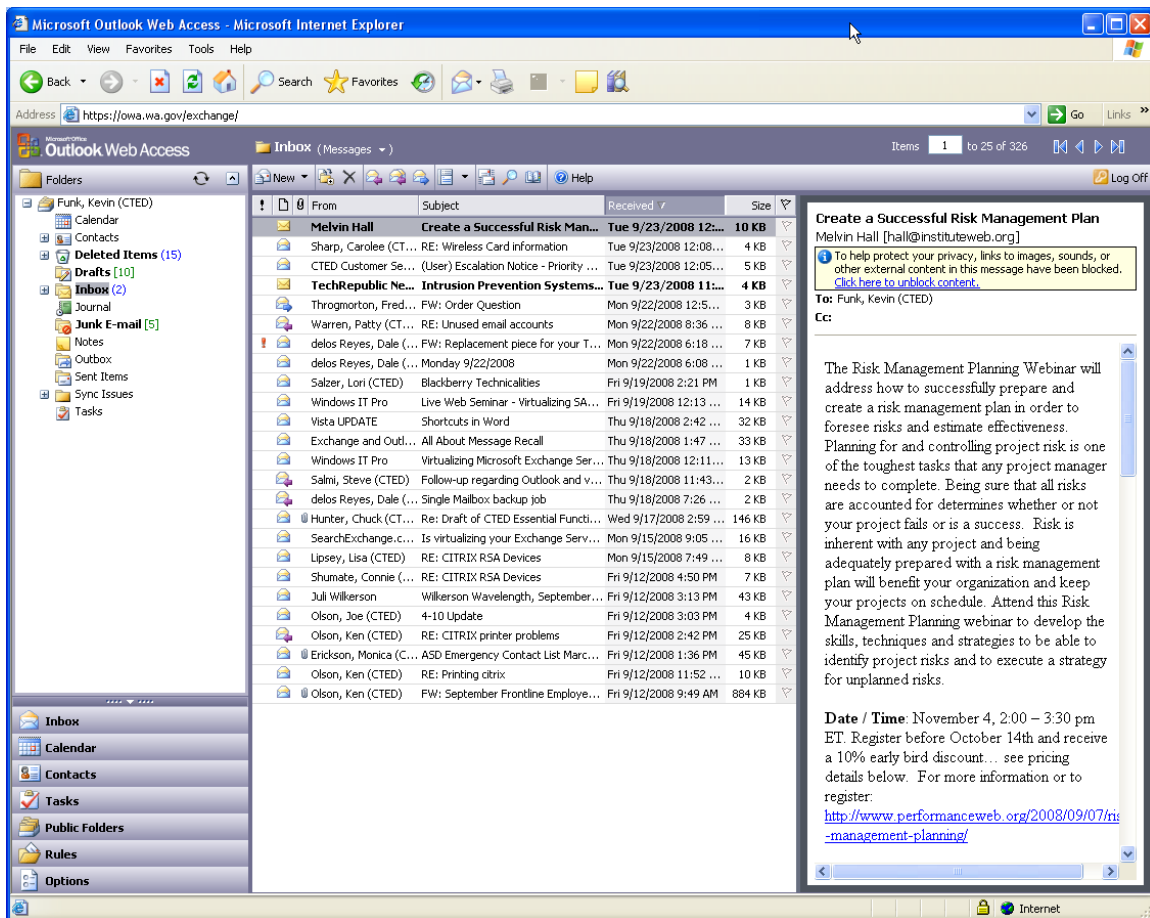 Microsoft Outlook Web Access - Microsoft Internet Explorer
File Edit View Favorites Tools Help
Back Search Favorites
Address https://owa.wa.gov/exchange/ Go Links »
Microsoft Office
Outlook Web Access Inbox (Messages ) Items 1 to 25 of 326
Folders New Help Log Off
Funk, Kevin (CTED)
Calendar
Contacts
Deleted Items (15)
Drafts [10]
Inbox (2)
Journal
Junk E-mail [5]
Notes
Outbox
Sent Items
Sync Issues
Tasks
Inbox
Calendar
Contacts
Tasks
Public Folders
Rules
Options
! From Subject Received Size
Melvin Hall Create a Successful Risk Man... Tue 9/23/2008 12:... 10 KB
Sharp, Carolee (CT... RE: Wireless Card information Tue 9/23/2008 12:08... 4 KB
CTED Customer Se... (User) Escalation Notice - Priority ... Tue 9/23/2008 12:05... 5 KB
TechRepublic Ne... Intrusion Prevention Systems... Tue 9/23/2008 11:... 4 KB
Throgmorton, Fred... FW: Order Question Mon 9/22/2008 12:5... 3 KB
Warren, Patty (CT... RE: Unused email accounts Mon 9/22/2008 8:36 ... 8 KB
! delos Reyes, Dale (... FW: Replacement piece for your T... Mon 9/22/2008 6:18 ... 7 KB
delos Reyes, Dale (... Monday 9/22/2008 Mon 9/22/2008 6:08 ... 1 KB
Salzer, Lori (CTED) Blackberry Technicalities Fri 9/19/2008 2:21 PM 1 KB
Windows IT Pro Live Web Seminar - Virtualizing SA... Fri 9/19/2008 12:13 ... 14 KB
Vista UPDATE Shortcuts in Word Thu 9/18/2008 2:42 ... 32 KB
Exchange and Outl... All About Message Recall Thu 9/18/2008 1:47 ... 33 KB
Windows IT Pro Virtualizing Microsoft Exchange Ser... Thu 9/18/2008 12:11... 13 KB
Salmi, Steve (CTED) Follow-up regarding Outlook and v... Thu 9/18/2008 11:43... 2 KB
delos Reyes, Dale (... Single Mailbox backup job Thu 9/18/2008 7:26 ... 2 KB
Hunter, Chuck (CT... Re: Draft of CTED Essential Functi... Wed 9/17/2008 2:59 ... 146 KB
SearchExchange.c... Is virtualizing your Exchange Serv... Mon 9/15/2008 9:05 ... 16 KB
Lipsey, Lisa (CTED) RE: CITRIX RSA Devices Mon 9/15/2008 7:49 ... 8 KB
Shumate, Connie (... RE: CITRIX RSA Devices Fri 9/12/2008 4:50 PM 7 KB
Juli Wilkerson Wilkerson Wavelength, September... Fri 9/12/2008 3:13 PM 43 KB
Olson, Joe (CTED) 4-10 Update Fri 9/12/2008 3:03 PM 4 KB
Olson, Ken (CTED) RE: CITRIX printer problems Fri 9/12/2008 2:42 PM 25 KB
Erickson, Monica (C... ASD Emergency Contact List Marc... Fri 9/12/2008 1:36 PM 45 KB
Olson, Ken (CTED) RE: Printing citrix Fri 9/12/2008 11:52 ... 10 KB
Olson, Ken (CTED) FW: September Frontline Employe... Fri 9/12/2008 9:49 AM 884 KB
Create a Successful Risk Management Plan
Melvin Hall [hall@instituteweb.org]
To help protect your privacy, links to images, sounds, or
other external content in this message have been blocked.
Click here to unblock content.
To: Funk, Kevin (CTED)
Cc:
The Risk Management Planning Webinar will
address how to successfully prepare and
create a risk management plan in order to
foresee risks and estimate effectiveness.
Planning for and controlling project risk is one
of the toughest tasks that any project manager
needs to complete. Being sure that all risks
are accounted for determines whether or not
your project fails or is a success. Risk is
inherent with any project and being
adequately prepared with a risk management
plan will benefit your organization and keep
your projects on schedule. Attend this Risk
Management Planning webinar to develop the
skills, techniques and strategies to be able to
identify project risks and to execute a strategy
for unplanned risks.
Date / Time: November 4, 2:00 – 3:30 pm
ET. Register before October 14th and receive
a 10% early bird discount… see pricing
details below. For more information or to
register:
http://www.performanceweb.org/2008/09/07/ris
-management-planning/
Internet